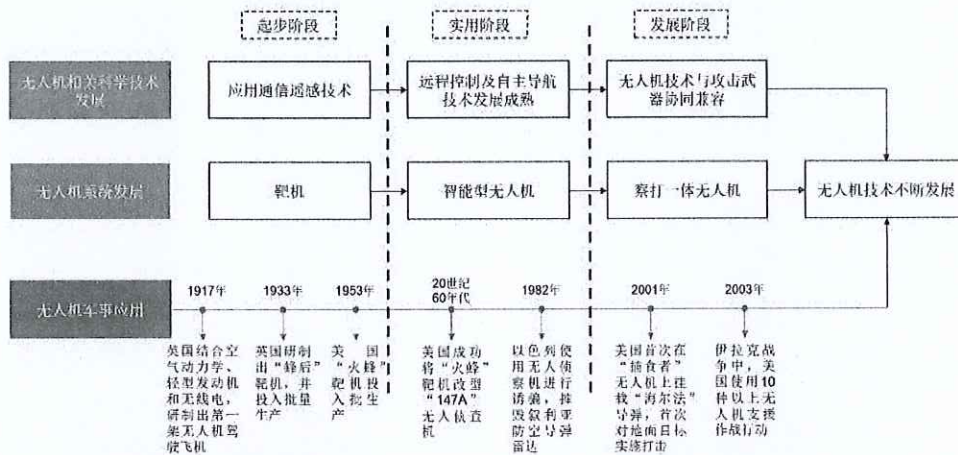 起步阶段
实用阶段
发展阶段
无人机相关科学技术
发展
应用通信遥感技术
远程控制及自主导航
技术发展成熟
无人机技术与攻击武
器协同兼容
无人机系统发展
靶机
智能型无人机
察打一体无人机
无人机技术不断发展
无人机军事应用
1917年
1933年
1953年
20世纪
60年代
1982年
2001年
2003年
英国结合空
气动力学、
轻型发动机
和无线电,
研制出第一
架无人机驾
驶飞机
英国研制
出“蜂后”
靶机,并
投入批量
生产
美国
“火蜂”
靶机投
入批生
产
美国成功
将“火蜂”
靶机改型
“147A”
无人侦查
机
以色列使
用无人侦
察机进行
诱骗,摧
毁叙利亚
防空导弹
雷达
美国首次在
“捕食者”
无人机上挂
载“海尔法”
导弹,首次
对地面目标
实施打击
伊拉克战
争中,美
国使用10
种以上无
人机支援
作战行动